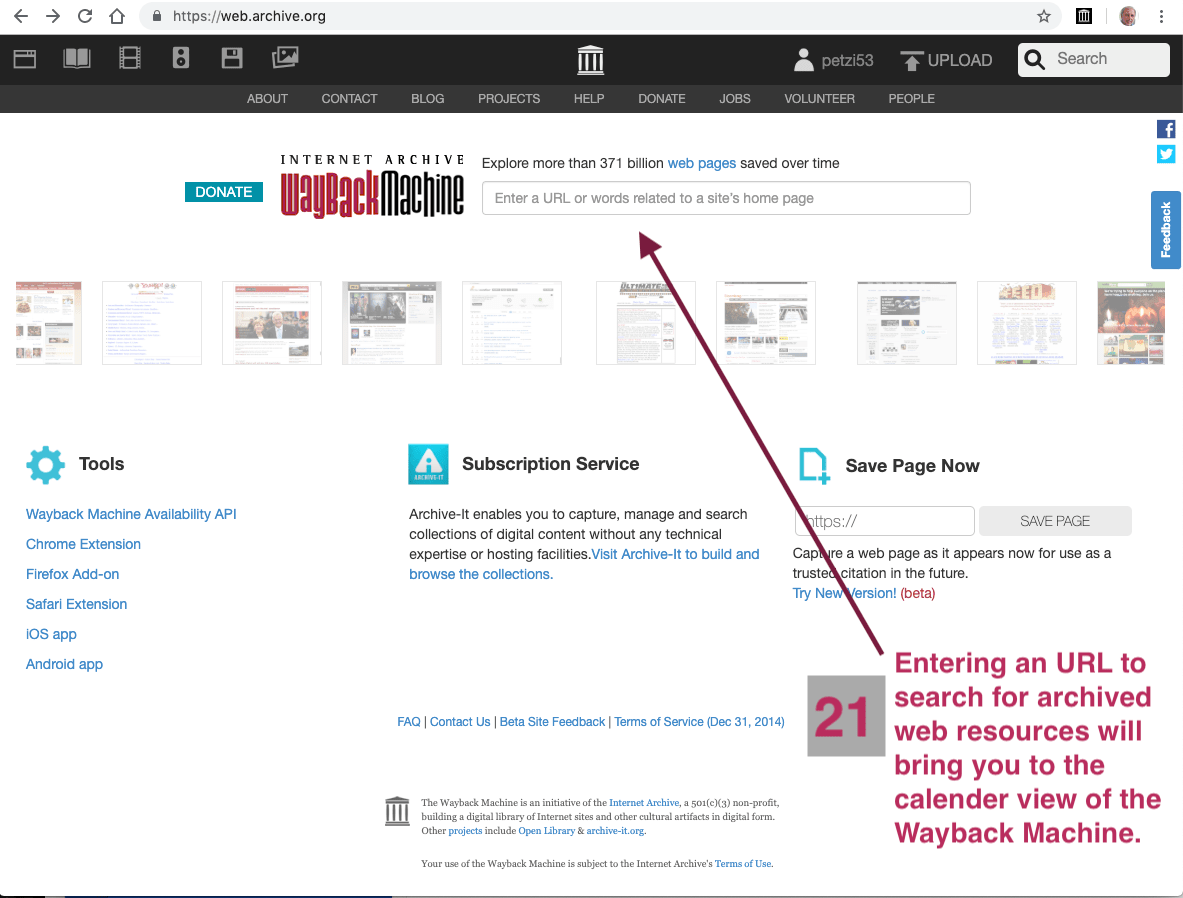 https://web.archive.org
petzi53
UPLOAD
Search
ABOUT CONTACT BLOG PROJECTS HELP DONATE JOBS VOLUNTEER PEOPLE
DONATE
INTERNET ARCHIVE
WayBackMachine
Explore more than 371 billion web pages saved over time
Enter a URL or words related to a site's home page
Feedback
ULTIMATE
Tools
Wayback Machine Availability API
Chrome Extension
Firefox Add-on
Safari Extension
iOS app
Android app
ARCHIVE-IT
Subscription Service
Archive-It enables you to capture, manage and search
collections of digital content without any technical
expertise or hosting facilities.Visit Archive-It to build and
browse the collections.
Save Page Now
https://
SAVE PAGE
Capture a web page as it appears now for use as a
trusted citation in the future.
Try New Version! (beta)
21
Entering an URL to
search for archived
web resources will
bring you to the
calender view of the
Wayback Machine.
FAQ | Contact Us | Beta Site Feedback | Terms of Service (Dec 31, 2014)
The Wayback Machine is an initiative of the Internet Archive, a 501(c)(3) non-profit,
building a digital library of Internet sites and other cultural artifacts in digital form.
Other projects include Open Library & archive-it.org.
Your use of the Wayback Machine is subject to the Internet Archive's Terms of Use.